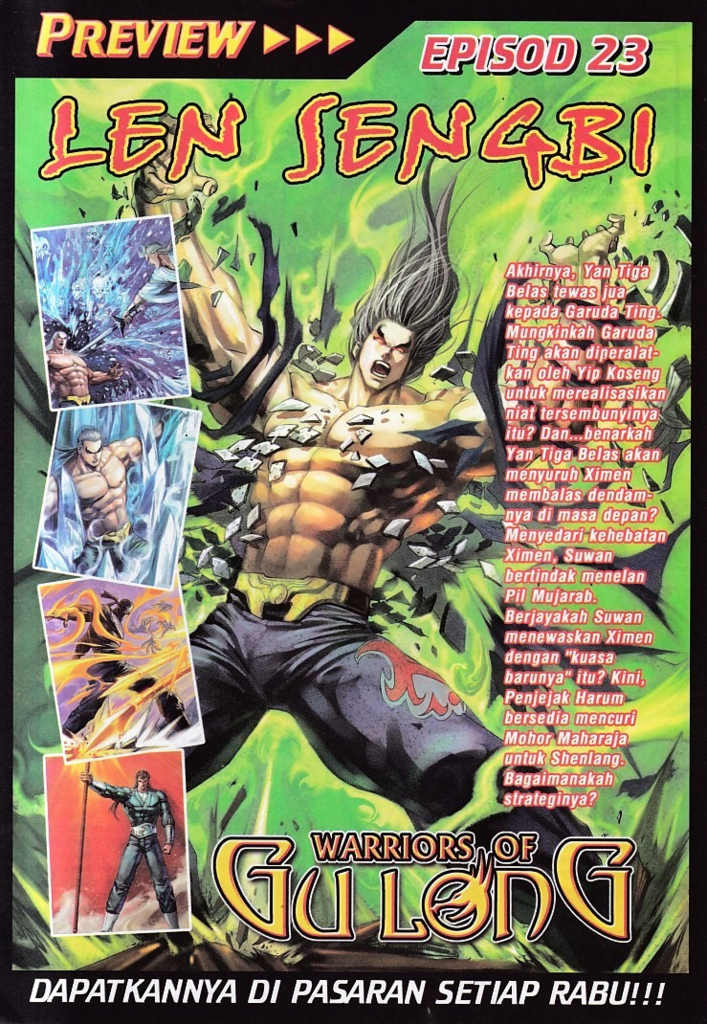 PREVIEW
EPISOD 23
LEN SENGBI
Akhirnya, Yan Tiga
Belas tewas jua
kepada Garuda Ting.
Mungkinkah Garuda
Ting akan diperalat-
kan oleh Yip Koseng
untuk merealisasikan
niat tersembunyinya
itu? Dan...benarkah
Yan Tiga Belas akan
menyuruh Ximen
membalas dendam-
nya di masa depan?
Menyedari kehebatan
Ximen, Suwan
bertindak menelan
Pil Mujarab.
Berjayakah Suwan
menewaskan Ximen
dengan "kuasa
barunya" itu? Kini,
Penjejak Harum
bersedia mencuri
Mohor Maharaja
untuk Shenlang.
Bagaimanakah
strateginya?
WARRIORS OF
GU LONG
DAPATKANNYA DI PASARAN SETIAP RABU!!!